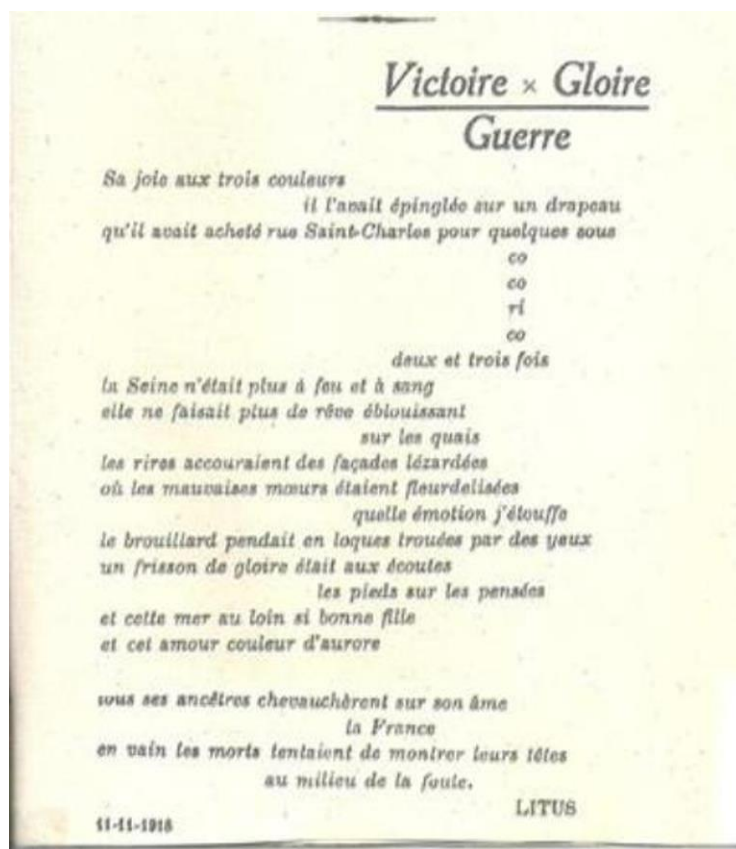 Victoire × Gloire
Guerre
Sa joie aux trois couleurs
il l'avait épinglée sur un drapeau
qu'il avait acheté rue Saint-Charles pour quelques sous
co
co
ri
co
deux et trois fois
la Seine n'était plus à feu et à sang
elle ne faisait plus de rêve éblouissant
sur les quais
les rires accouraient des façades lézardées
où les mauvaises mœurs étaient fleurdelisées
quelle émotion j'étouffe
le brouillard pendait en loques trouées par des yeux
un frisson de gloire était aux écoutes
les pieds sur les pensées
et cette mer au loin si bonne fille
et cet amour couleur d'aurore
ses ancêtres chevauchèrent sur son âme
la France
en vain les morts tentaient de montrer leurs têtes
au milieu de la foule.
LITUS
11-11-1918